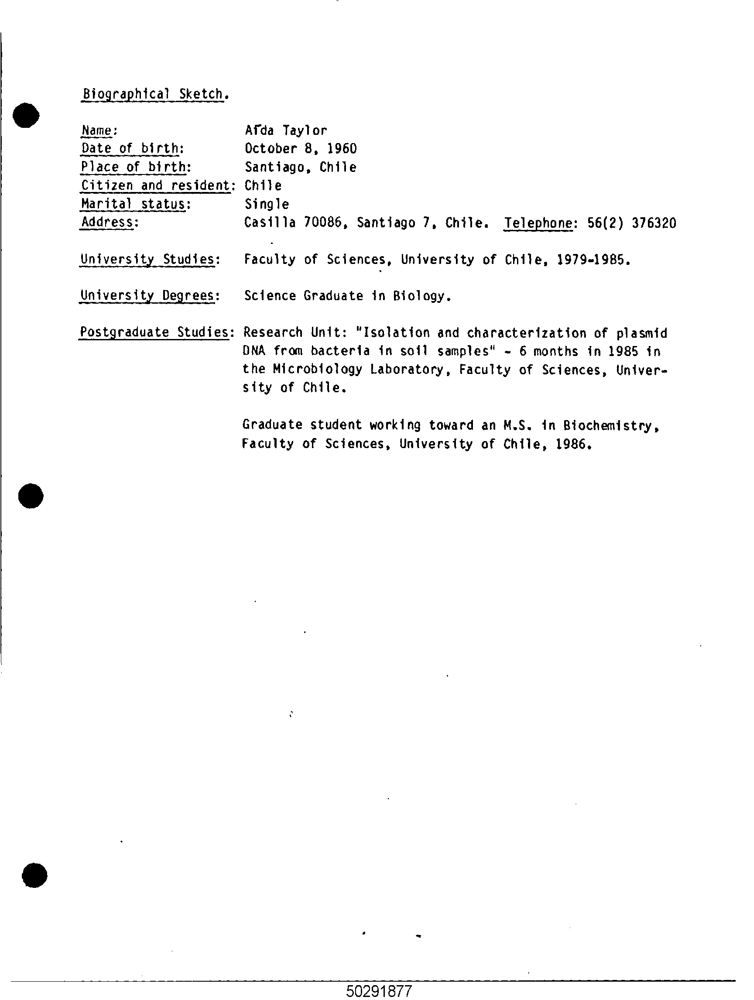 Biographical Sketch.
Name: Aída Taylor
Date of birth: October 8, 1960
Place of birth: Santiago, Chile
Citizen and resident: Chile
Marital status: Single
Address: Casilla 70086, Santiago 7, Chile. Telephone: 56(2) 376320
University Studies: Faculty of Sciences, University of Chile, 1979-1985.
University Degrees: Science Graduate in Biology.
Postgraduate Studies: Research Unit: "Isolation and characterization of plasmid
DNA from bacteria in soil samples" - 6 months in 1985 in
the Microbiology Laboratory, Faculty of Sciences, Univer-
sity of Chile.
Graduate student working toward an M.S. in Biochemistry,
Faculty of Sciences, University of Chile, 1986.
50291877